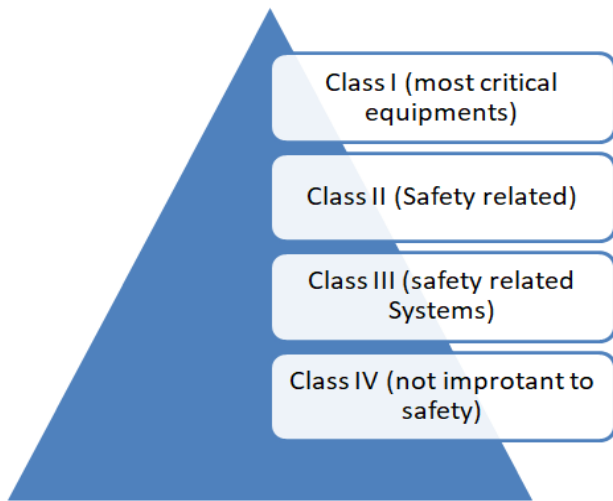 Class I (most critical
equipments)
Class II (Safety related)
Class III (safety related
Systems)
Class IV (not improtant to
safety)